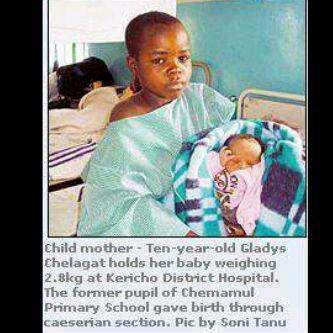 Child mother - Ten-year-old Gladys
Chelagat holds her baby weighing
2.8kg at Kericho District Hospital.
The former pupil of Chemamul
Primary School gave birth through
caeserian section. Pic by Soni Tanu